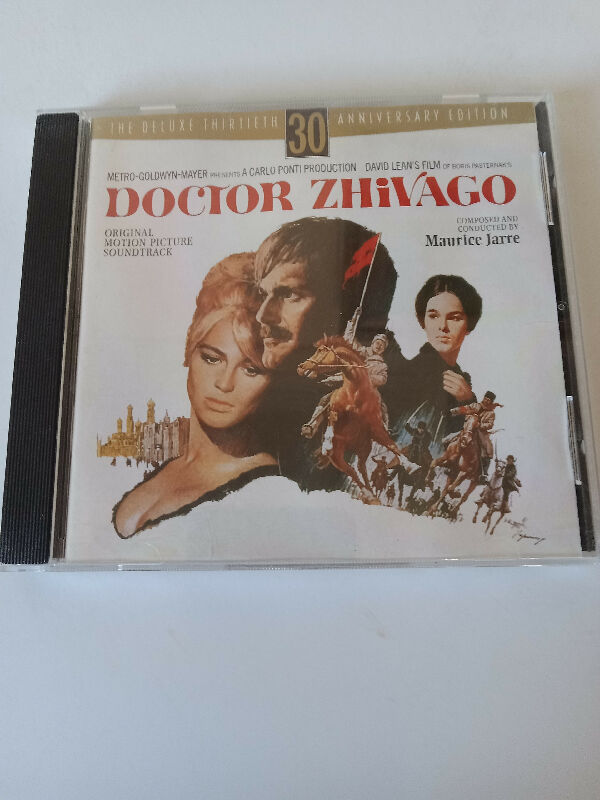 THE DELUXE THIRTIETH 30 ANNIVERSARY EDITION
METRO-GOLDWYN-MAYER PRESENTS A CARLO PONTI PRODUCTION DAVID LEAN'S FILM OF BORIS PASTERNAK'S
DOCTOR ZHiVAGO
ORIGINAL
MOTION PICTURE
SOUNDTRACK
COMPOSED AND
CONDUCTED BY
Maurice Jarre